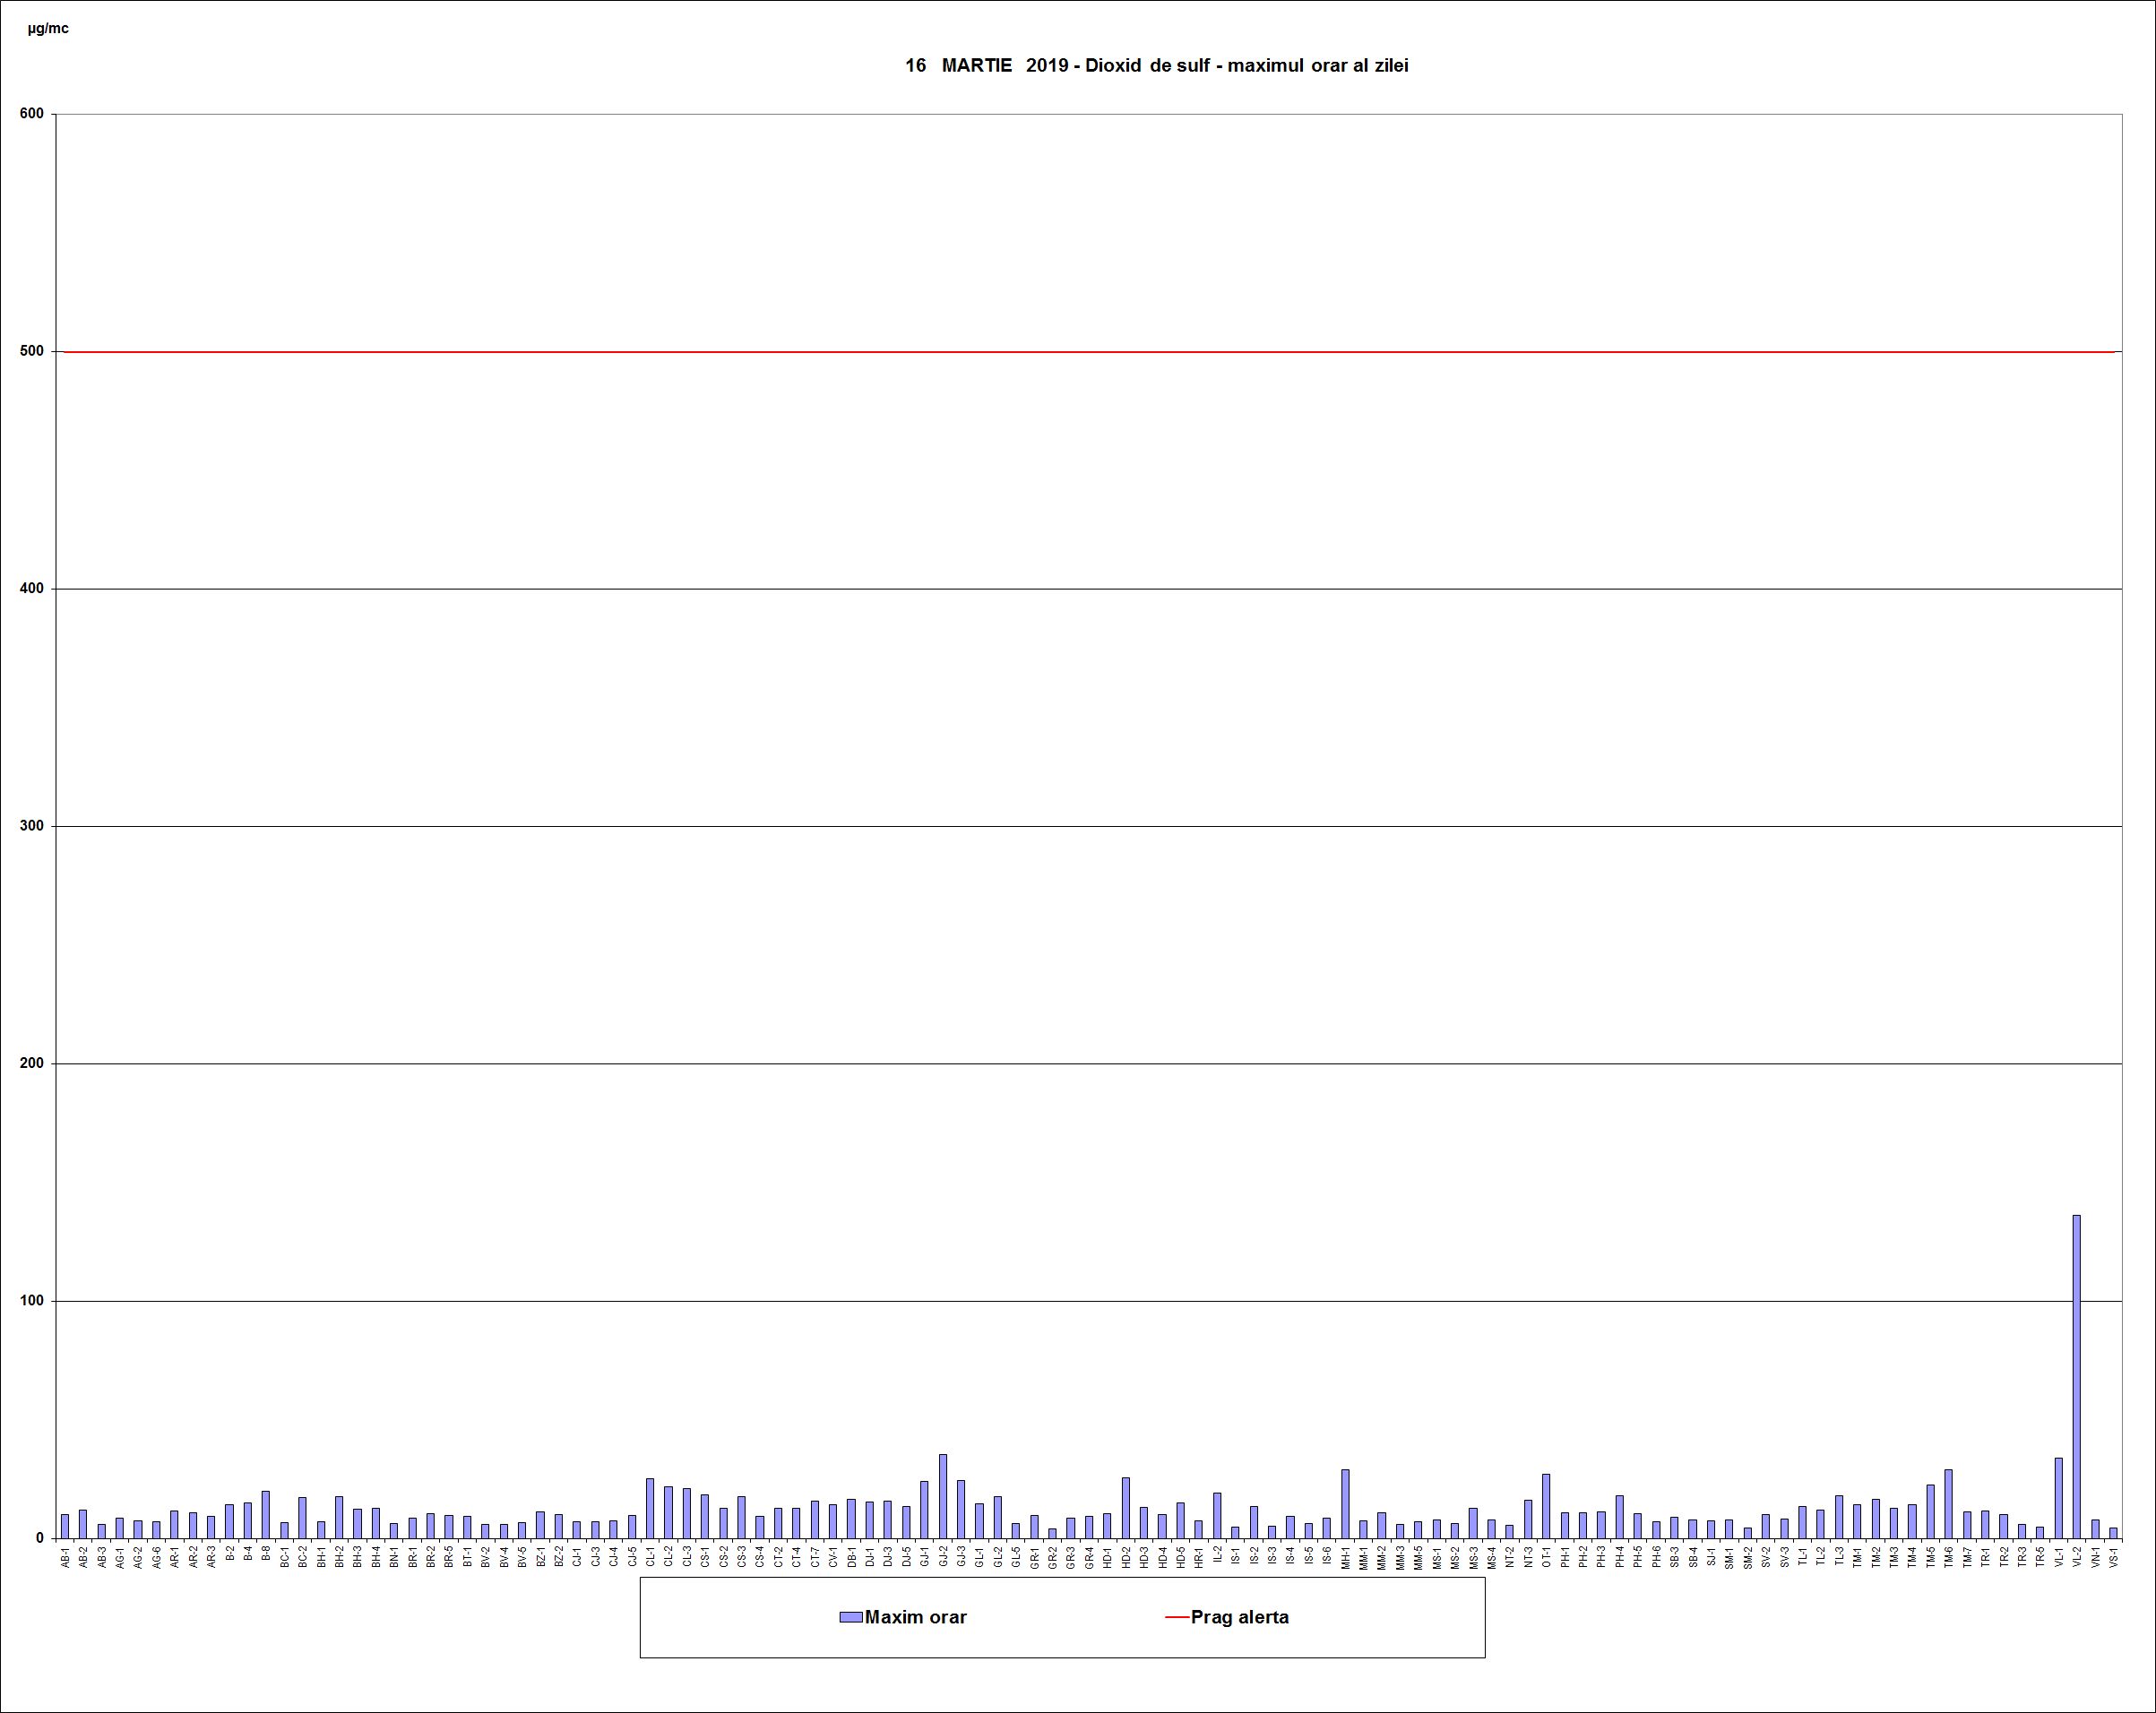 µg/mc
16 MARTIE 2019 - Dioxid de sulf - maximul orar al zilei
600
500
400
300
200
100
0
AB-1 AB-2 AB-3 AG-1 AG-2 AG-6 AR-1 AR-2 AR-3 B-2 B-4 B-8 BC-1 BC-2 BH-1 BH-2 BH-3 BH-4 BN-1 BR-1 BR-2 BR-5 BT-1 BV-2 BV-4 BV-5 BZ-1 BZ-2 CJ-1 CJ-3 CJ-4 CJ-5 CL-1 CL-2 CL-3 CS-1 CS-2 CS-3 CS-4 CT-2 CT-4 CT-7 CV-1 DB-1 DJ-1 DJ-3 DJ-5 GJ-1 GJ-2 GJ-3 GL-1 GL-2 GL-5 GR-1 GR-2 GR-3 GR-4 HD-1 HD-2 HD-3 HD-4 HD-5 HR-1 IL-2 IS-1 IS-2 IS-3 IS-4 IS-5 IS-6 MH-1 MM-1 MM-2 MM-3 MM-5 MS-1 MS-2 MS-3 MS-4 NT-2 NT-3 OT-1 PH-1 PH-2 PH-3 PH-4 PH-5 PH-6 SB-3 SB-4 SJ-1 SM-1 SM-2 SV-2 SV-3 TL-1 TL-2 TL-3 TM-1 TM-2 TM-3 TM-4 TM-5 TM-6 TM-7 TR-1 TR-2 TR-3 TR-5 VL-1 VL-2 VN-1 VS-1
Maxim orar Prag alerta